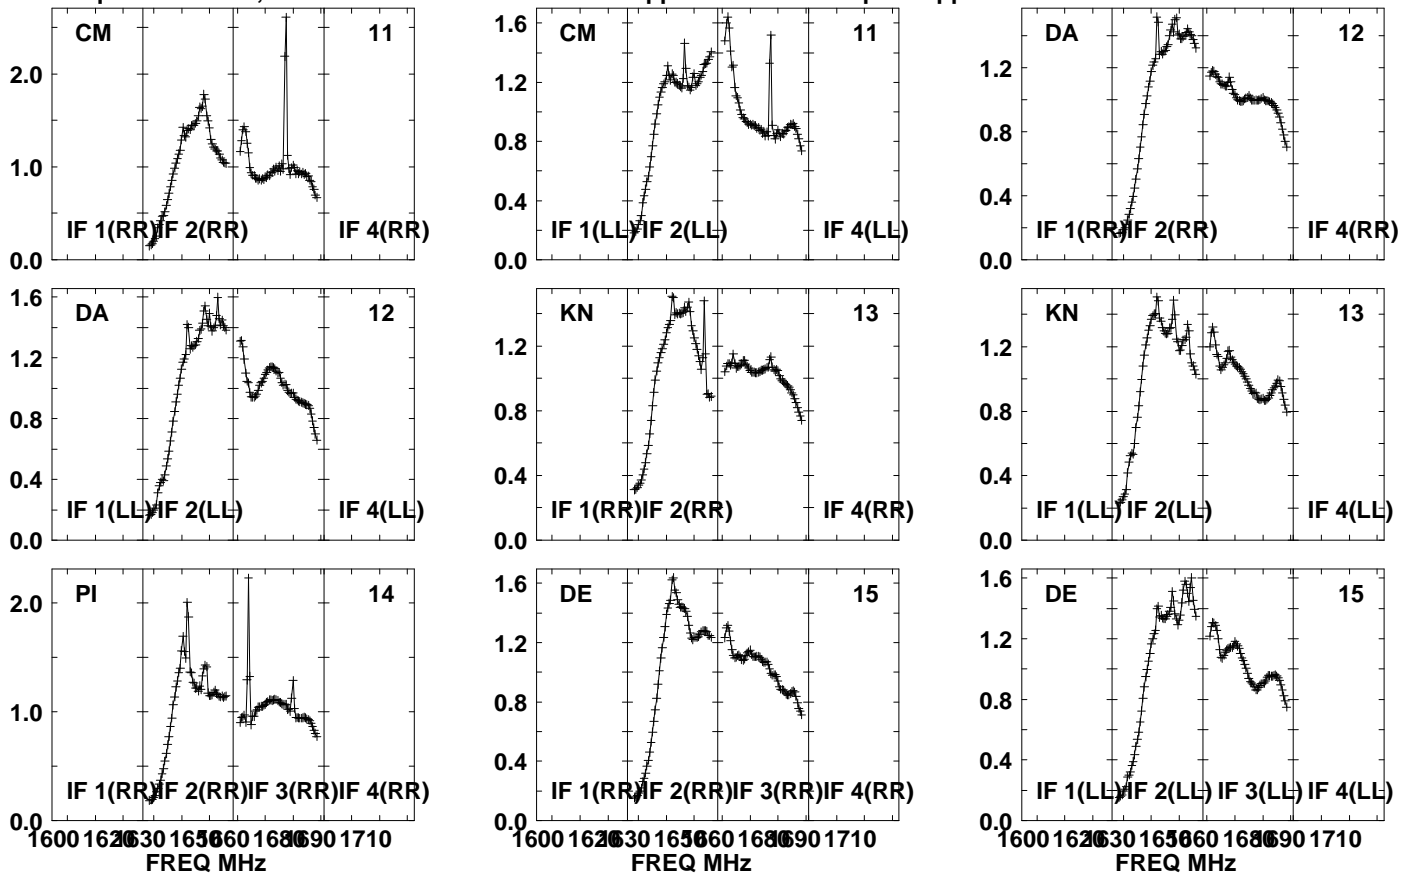 CM 11 CM 11 DA 12
2.0 1.6 1.2
1.0 1.2 0.8
0.8 0.4
0.4
IF 1(RR) IF 2(RR) IF 4(RR) IF 1(LL) IF 2(LL) IF 4(LL) IF 1(RR) IF 2(RR) IF 4(RR)
0.0 0.0 0.0
1.6 DA 12 KN 13 KN 13
1.2 1.2 1.2
0.8 0.8 0.8
0.4 0.4 0.4
IF 1(LL) IF 2(LL) IF 4(LL) IF 1(RR) IF 2(RR) IF 4(RR) IF 1(LL) IF 2(LL) IF 4(LL)
0.0 0.0 0.0
PI 14 DE 15 DE 15
2.0 1.6 1.6
1.0 1.2 1.2
0.8 0.8
0.4 0.4
IF 1(RR) IF 2(RR) IF 3(RR) IF 4(RR) IF 1(RR) IF 2(RR) IF 3(RR) IF 4(RR) IF 1(LL) IF 2(LL) IF 3(LL) IF 4(LL)
0.0 0.0
1600 1620 1630 1650 1660 1680 1690 1710 1600 1620 1630 1650 1660 1680 1690 1710 1600 1620 1630 1650 1660 1680 1690 1710
FREQ MHz FREQ MHz FREQ MHz